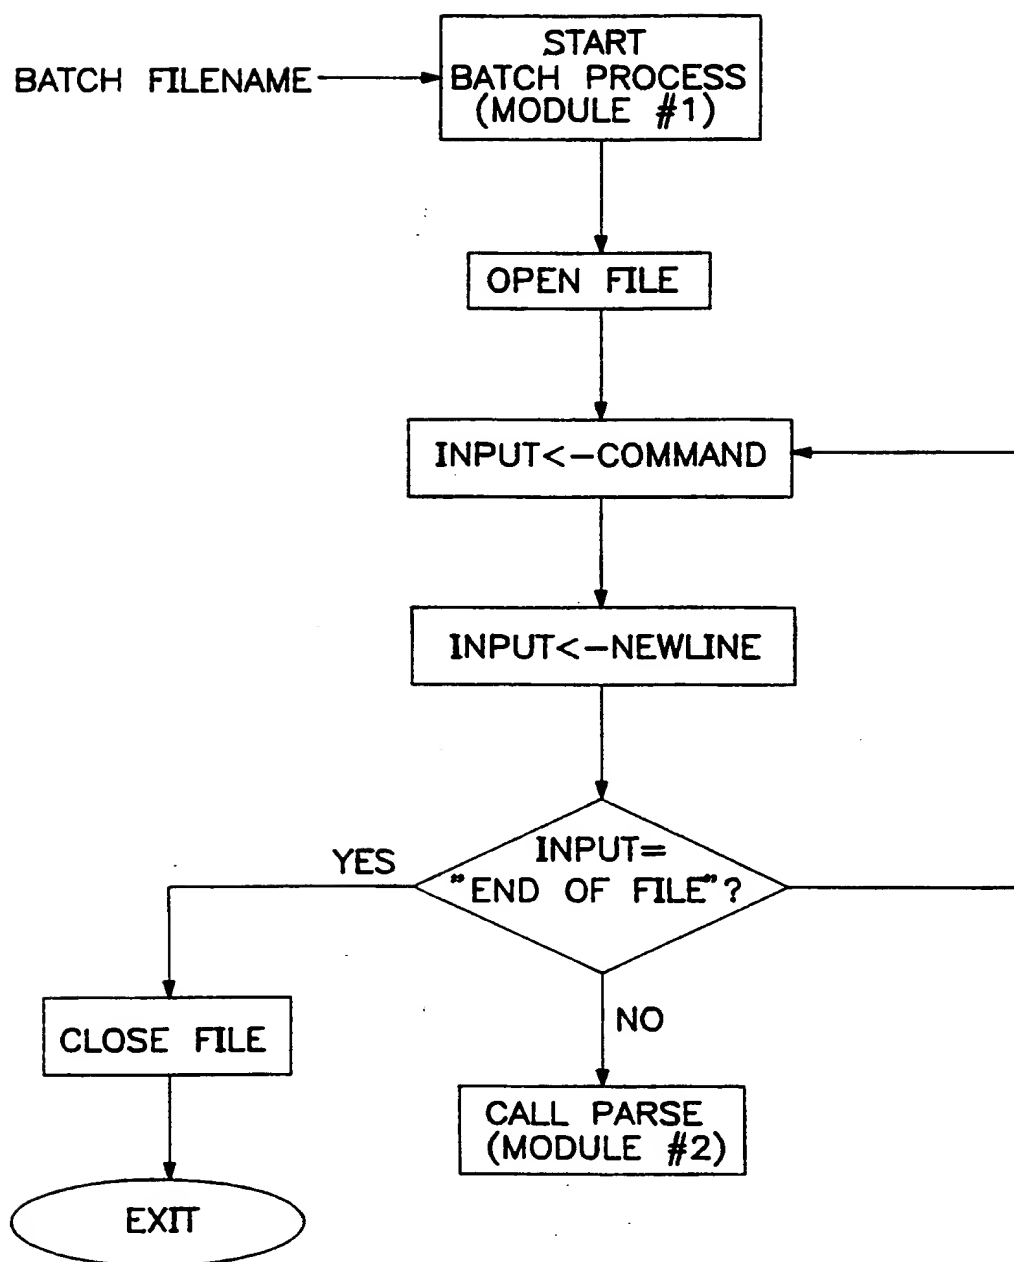 START
BATCH FILENAME
BATCH PROCESS
(MODULE #1)
OPEN FILE
INPUT<-COMMAND
INPUT<-NEWLINE
INPUT=
"END OF FILE"?
YES
NO
CLOSE FILE
CALL PARSE
(MODULE #2)
EXIT